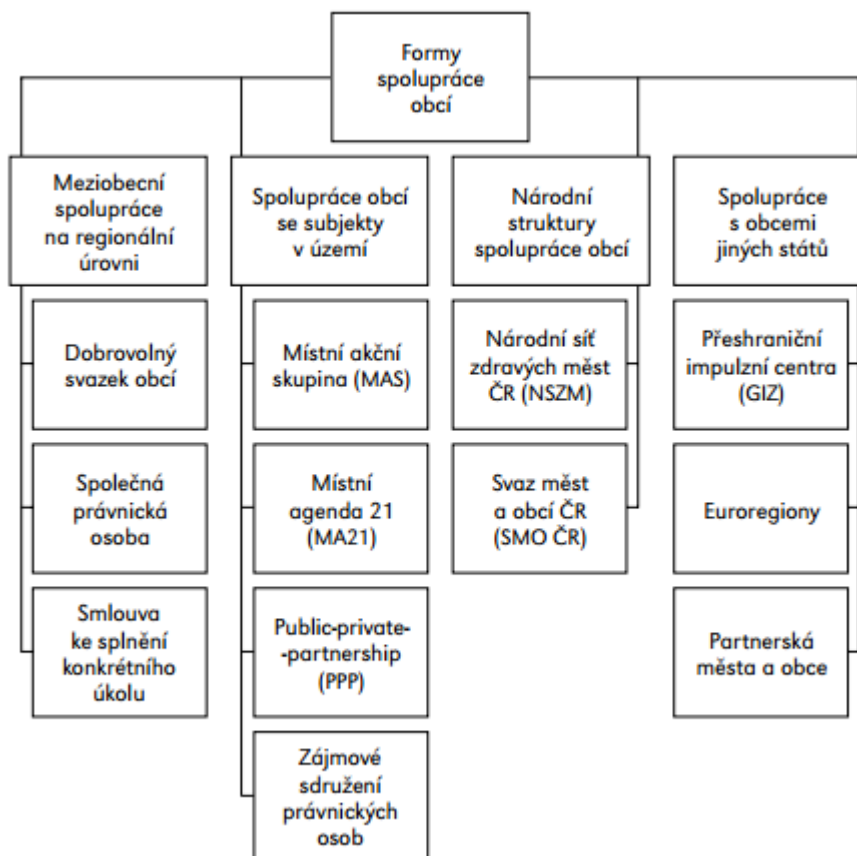 Formy
spolupráce
obcí
Meziobecní
spolupráce
na regionální
úrovni
Dobrovolný
svazek obcí
Společná
právnická
osoba
Smlouva
ke splnění
konkrétního
úkolu
Spolupráce obcí
se subjekty
v území
Místní akční
skupina (MAS)
Místní
agenda 21
(MA21)
Public-private-
-partnership
(PPP)
Zájmové
sdružení
právnických
osob
Národní
struktury
spolupráce obcí
Národní síť
zdravých měst
ČR (NSZM)
Svaz měst
a obcí ČR
(SMO ČR)
Spolupráce
s obcemi
jiných států
Přeshraniční
impulzní centra
(GIZ)
Euroregiony
Partnerská
města a obce